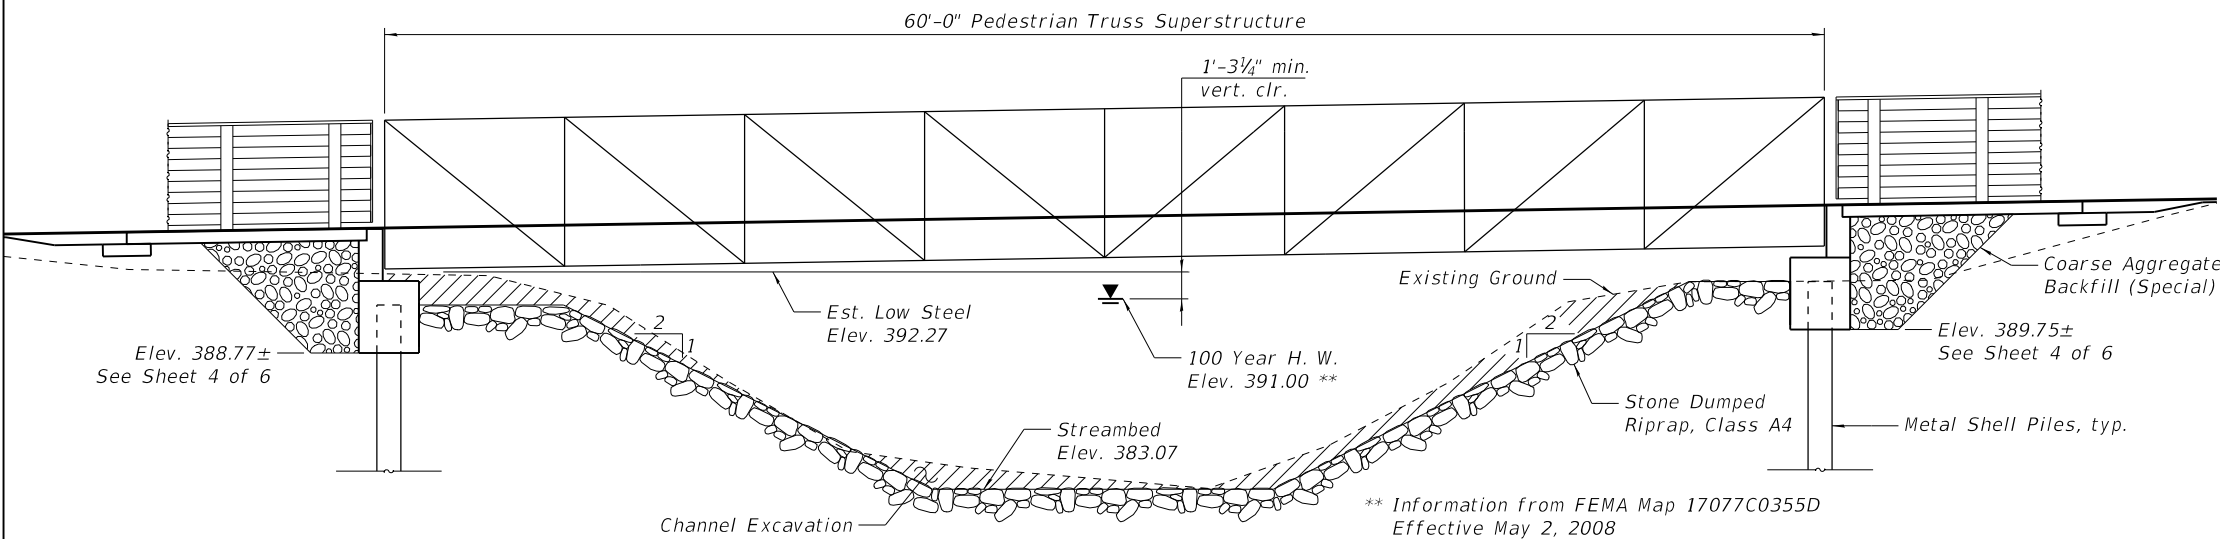 60'-0" Pedestrian Truss Superstructure
1'-3¼" min.
vert. clr.
Existing Ground
Coarse Aggregate
Backfill (Special)
Est. Low Steel
Elev. 392.27
2
1
2
1
Elev. 388.77±
See Sheet 4 of 6
Elev. 389.75±
See Sheet 4 of 6
100 Year H. W.
Elev. 391.00 **
Stone Dumped
Riprap, Class A4
Metal Shell Piles, typ.
Streambed
Elev. 383.07
Channel Excavation
** Information from FEMA Map 17077C0355D
Effective May 2, 2008